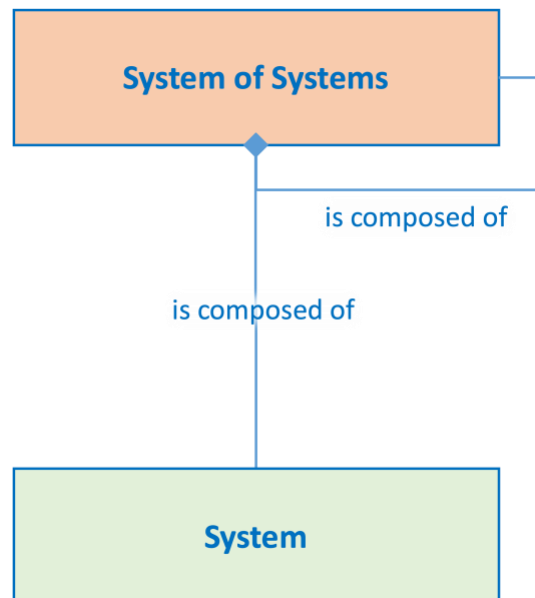 System of Systems
is composed of
is composed of
System